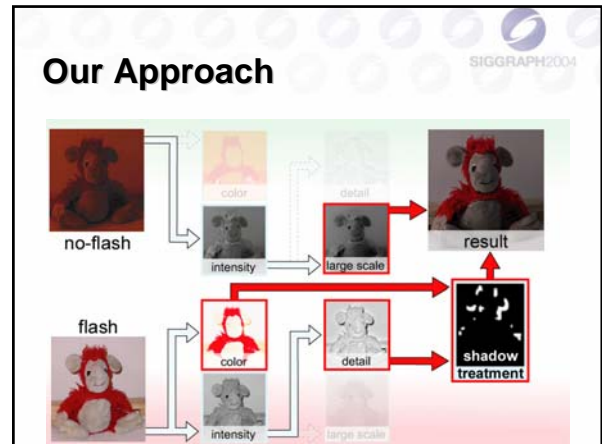 SIGGRAPH2004
Our Approach
color
detail
no-flash
intensity
large scale
result
flash
color
detail
shadow
treatment
intensity
large scale